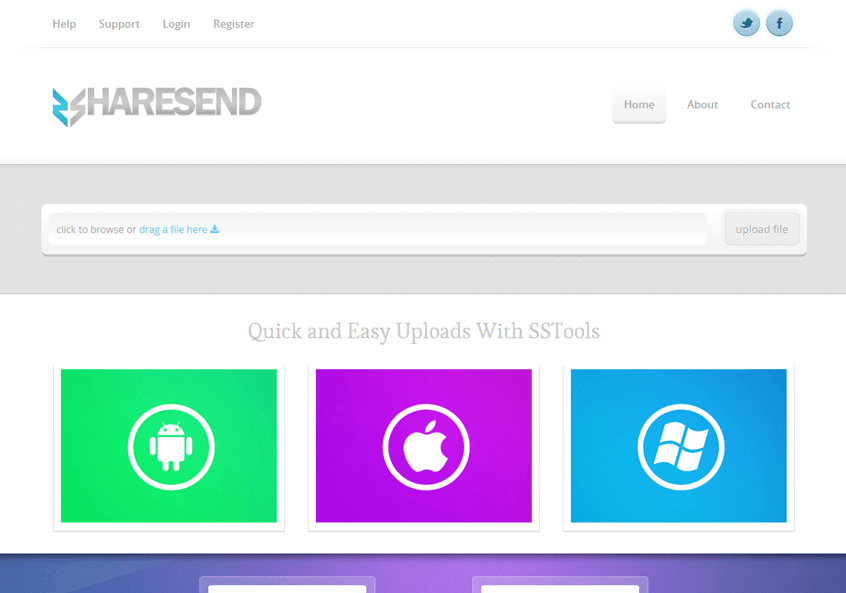 Help Support Login Register
SHARESEND
Home About Contact
click to browse or drag a file here
upload file
Quick and Easy Uploads With SSTools